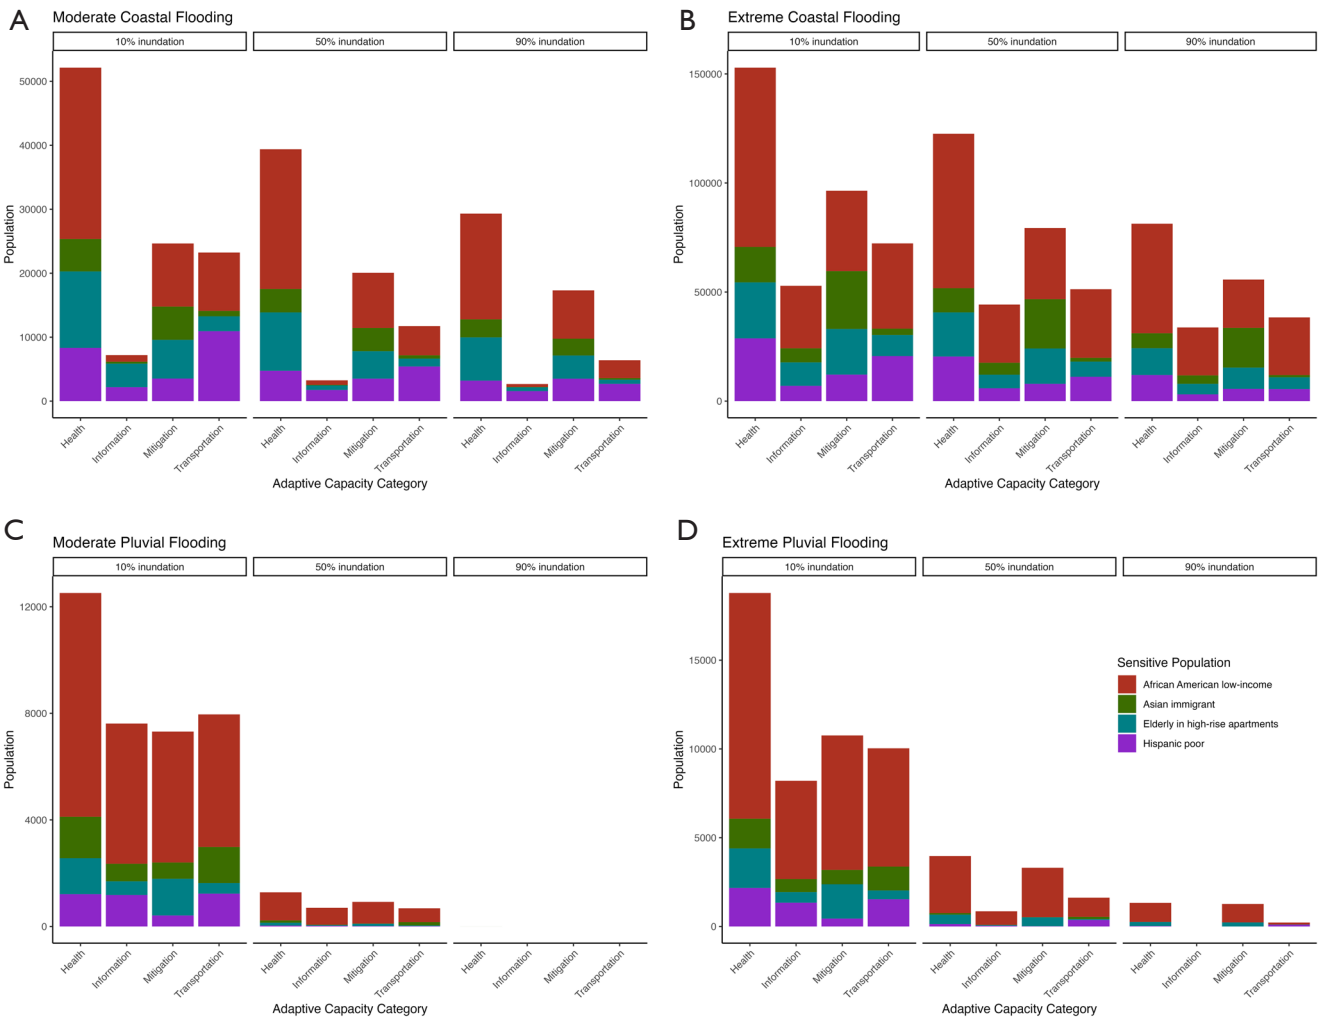 A
Moderate Coastal Flooding
10% inundation
50% inundation
90% inundation
Population
50000
40000
30000
20000
10000
0
Health
Information
Mitigation
Transportation
Health
Information
Mitigation
Transportation
Health
Information
Mitigation
Transportation
Adaptive Capacity Category
B
Extreme Coastal Flooding
10% inundation
50% inundation
90% inundation
Population
150000
100000
50000
0
Health
Information
Mitigation
Transportation
Health
Information
Mitigation
Transportation
Health
Information
Mitigation
Transportation
Adaptive Capacity Category
C
Moderate Pluvial Flooding
10% inundation
50% inundation
90% inundation
Population
12000
8000
4000
0
Health
Information
Mitigation
Transportation
Health
Information
Mitigation
Transportation
Health
Information
Mitigation
Transportation
Adaptive Capacity Category
D
Extreme Pluvial Flooding
10% inundation
50% inundation
90% inundation
Population
15000
10000
5000
0
Sensitive Population
African American low-income
Asian immigrant
Elderly in high-rise apartments
Hispanic poor
Health
Information
Mitigation
Transportation
Health
Information
Mitigation
Transportation
Health
Information
Mitigation
Transportation
Adaptive Capacity Category